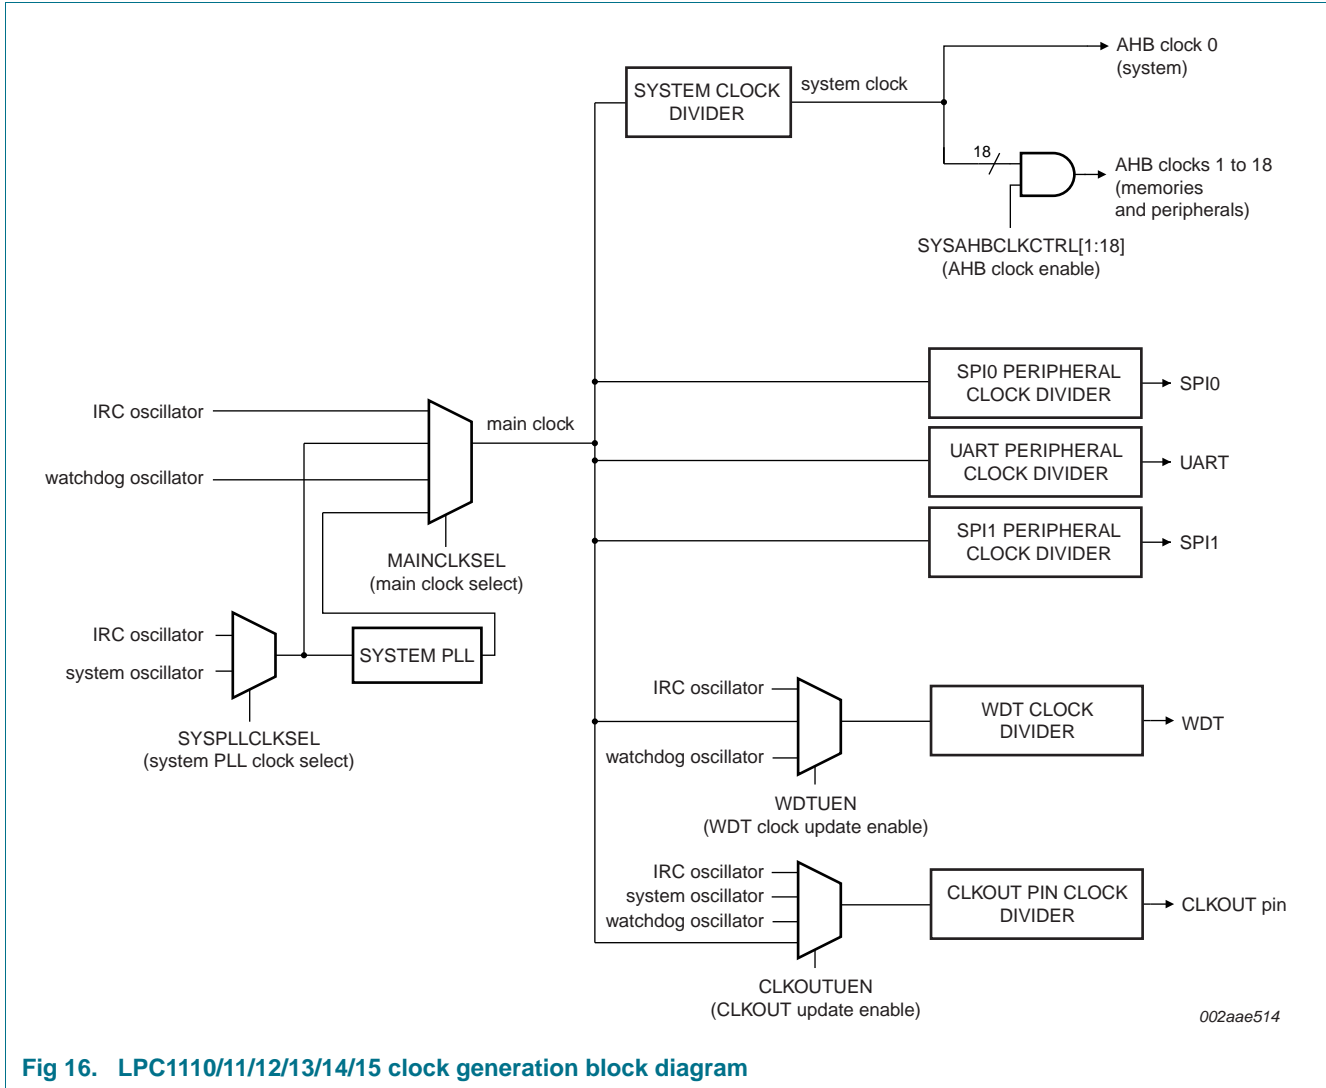 AHB clock 0
(system)
SYSTEM CLOCK
DIVIDER
system clock
18
AHB clocks 1 to 18
(memories
and peripherals)
SYSAHBCLKCTRL[1:18]
(AHB clock enable)
SPI0 PERIPHERAL
CLOCK DIVIDER
SPI0
IRC oscillator
main clock
UART PERIPHERAL
CLOCK DIVIDER
UART
watchdog oscillator
SPI1 PERIPHERAL
CLOCK DIVIDER
SPI1
MAINCLKSEL
(main clock select)
IRC oscillator
system oscillator
SYSTEM PLL
SYSPLLCLKSEL
(system PLL clock select)
IRC oscillator
watchdog oscillator
WDT CLOCK
DIVIDER
WDT
WDTUEN
(WDT clock update enable)
IRC oscillator
system oscillator
watchdog oscillator
CLKOUT PIN CLOCK
DIVIDER
CLKOUT pin
CLKOUTUEN
(CLKOUT update enable)
002aae514
Fig 16. LPC1110/11/12/13/14/15 clock generation block diagram